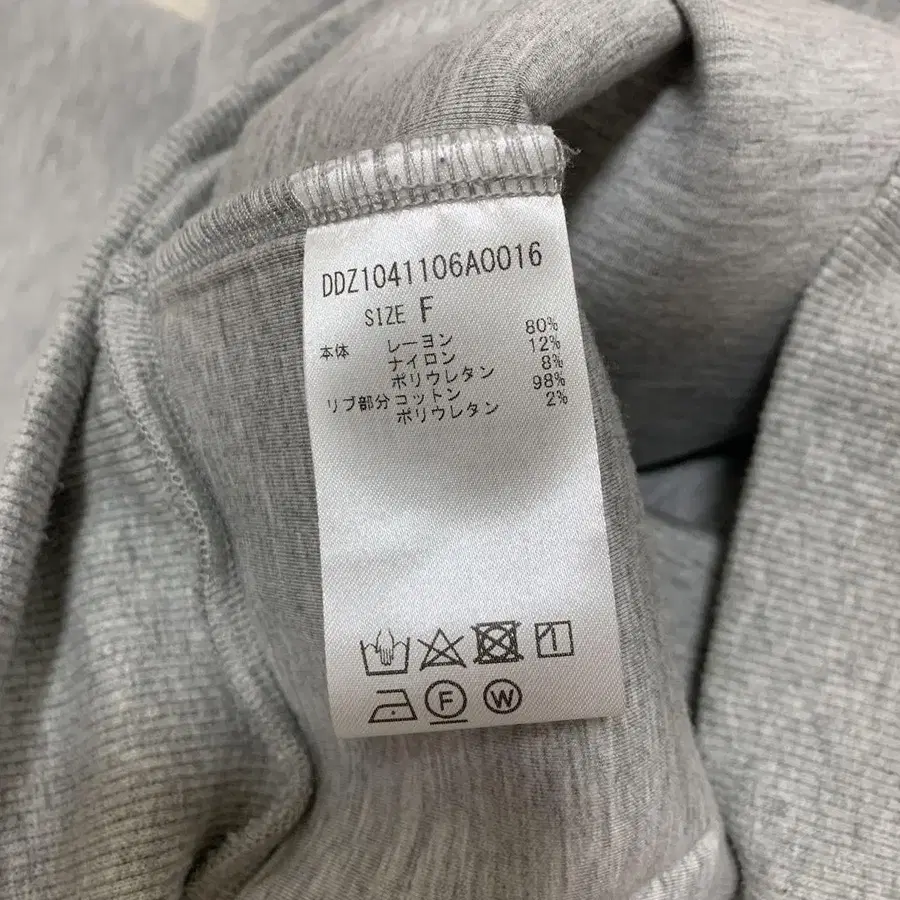 DDZ1041106A0016
SIZE F
本体 レーヨン 80%
ナイロン 12%
ポリウレタン 8%
リブ部分 コットン 98%
ポリウレタン 2%
F W